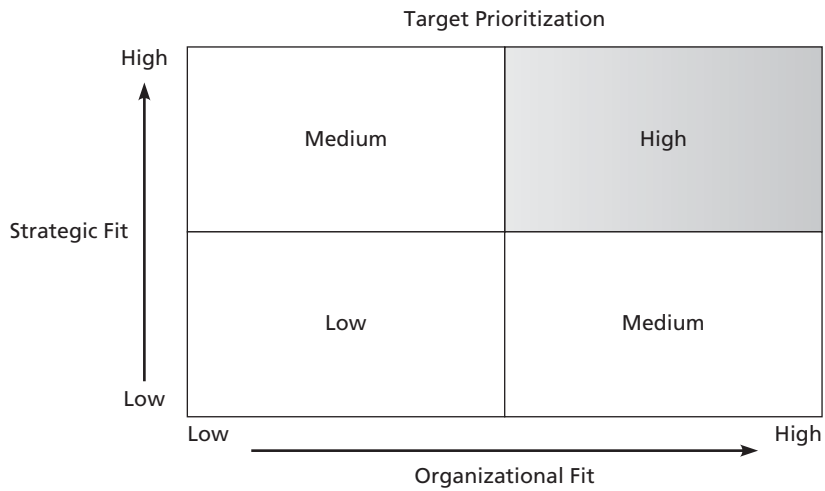 Target Prioritization
High
Medium
High
Strategic Fit
Low
Medium
Low
Low
High
Organizational Fit